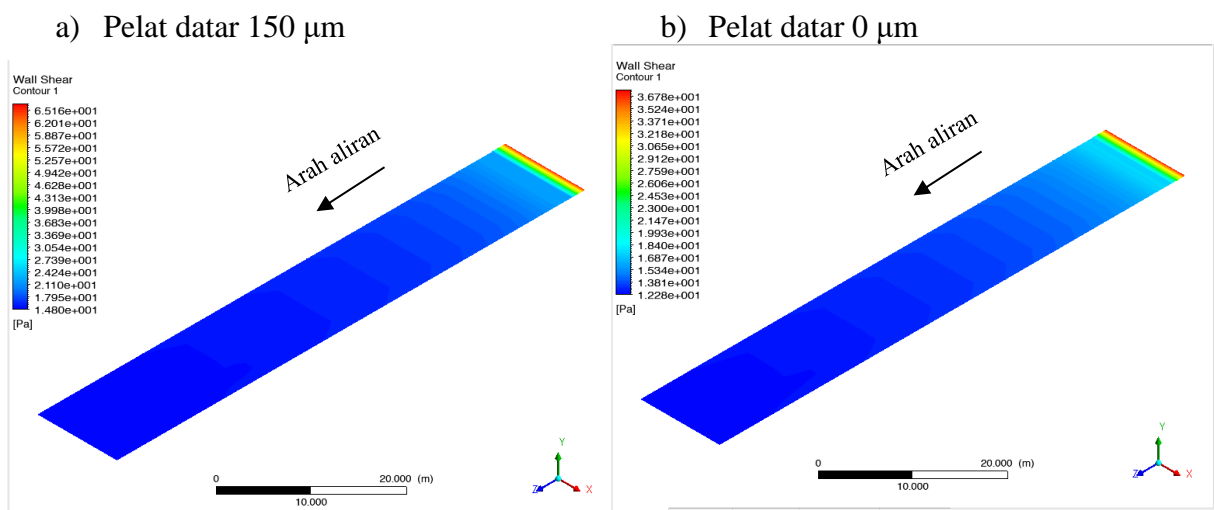 a) Pelat datar 150 μm
Wall Shear
Contour 1
6.516e+001
6.201e+001
5.887e+001
5.572e+001
5.257e+001
4.942e+001
4.628e+001
4.313e+001
3.998e+001
3.683e+001
3.369e+001
3.054e+001
2.739e+001
2.424e+001
2.110e+001
1.795e+001
1.480e+001
[Pa]
Arah aliran
0
20.000 (m)
10.000
Y
Z
X
b) Pelat datar 0 μm
Wall Shear
Contour 1
3.678e+001
3.524e+001
3.371e+001
3.218e+001
3.065e+001
2.912e+001
2.759e+001
2.606e+001
2.453e+001
2.300e+001
2.147e+001
1.993e+001
1.840e+001
1.687e+001
1.534e+001
1.381e+001
1.228e+001
[Pa]
Arah aliran
0
20.000 (m)
10.000
Y
Z
X